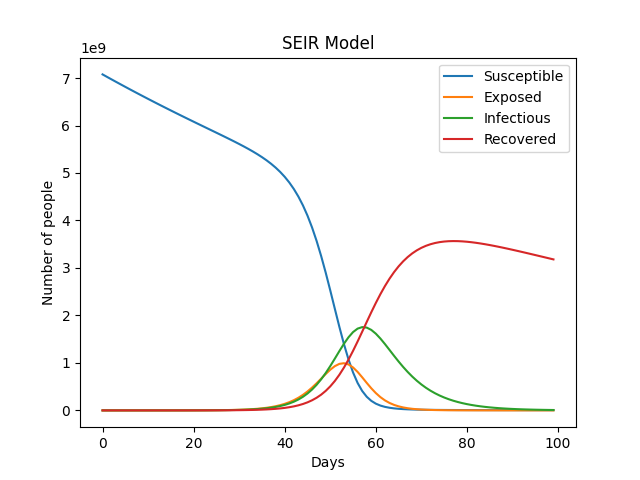 SEIR Model
1e9
7
6
5
4
3
2
1
0
Number of people
Susceptible
Exposed
Infectious
Recovered
0 20 40 60 80 100
Days